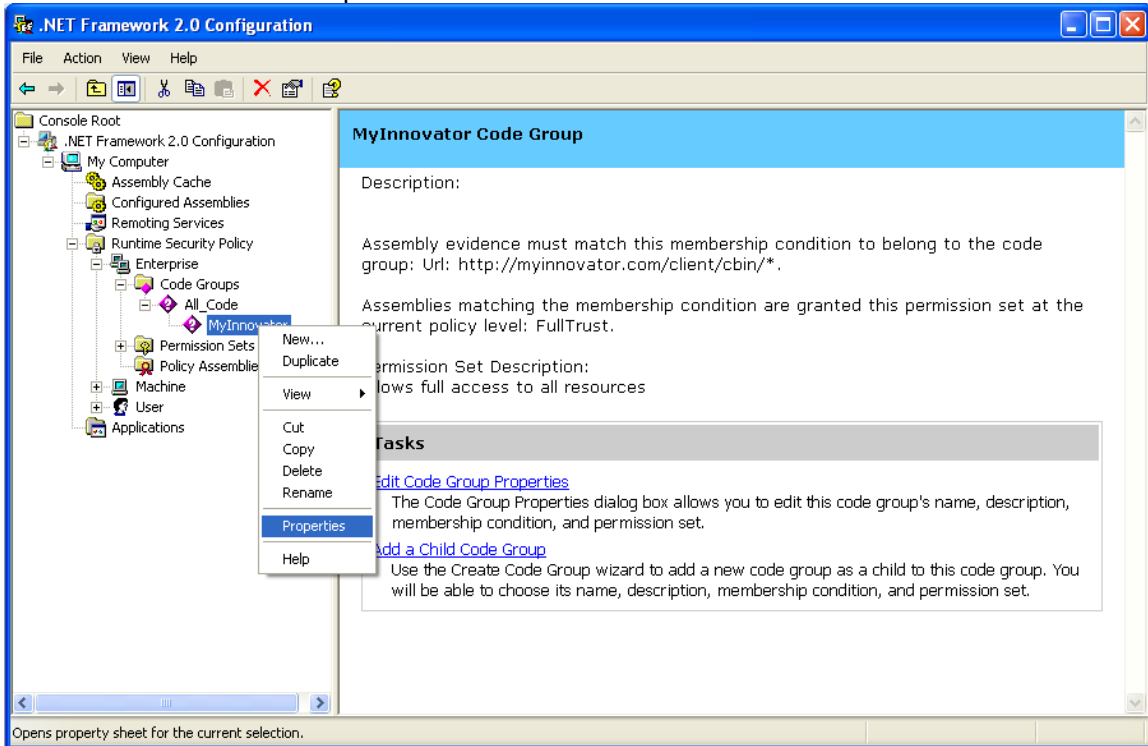 .NET Framework 2.0 Configuration
File Action View Help
Console Root
.NET Framework 2.0 Configuration
My Computer
Assembly Cache
Configured Assemblies
Remoting Services
Runtime Security Policy
Enterprise
Code Groups
All_Code
MyInnovator
Permission Sets
Policy Assemblie
Machine
User
Applications
New...
Duplicate
View
Cut
Copy
Delete
Rename
Properties
Help
MyInnovator Code Group
Description:
Assembly evidence must match this membership condition to belong to the code
group: Url: http://myinnovator.com/client/cbin/*.
Assemblies matching the membership condition are granted this permission set at the
current policy level: FullTrust.
ermission Set Description:
lows full access to all resources
Tasks
Edit Code Group Properties
The Code Group Properties dialog box allows you to edit this code group's name, description,
membership condition, and permission set.
Add a Child Code Group
Use the Create Code Group wizard to add a new code group as a child to this code group. You
will be able to choose its name, description, membership condition, and permission set.
Opens property sheet for the current selection.